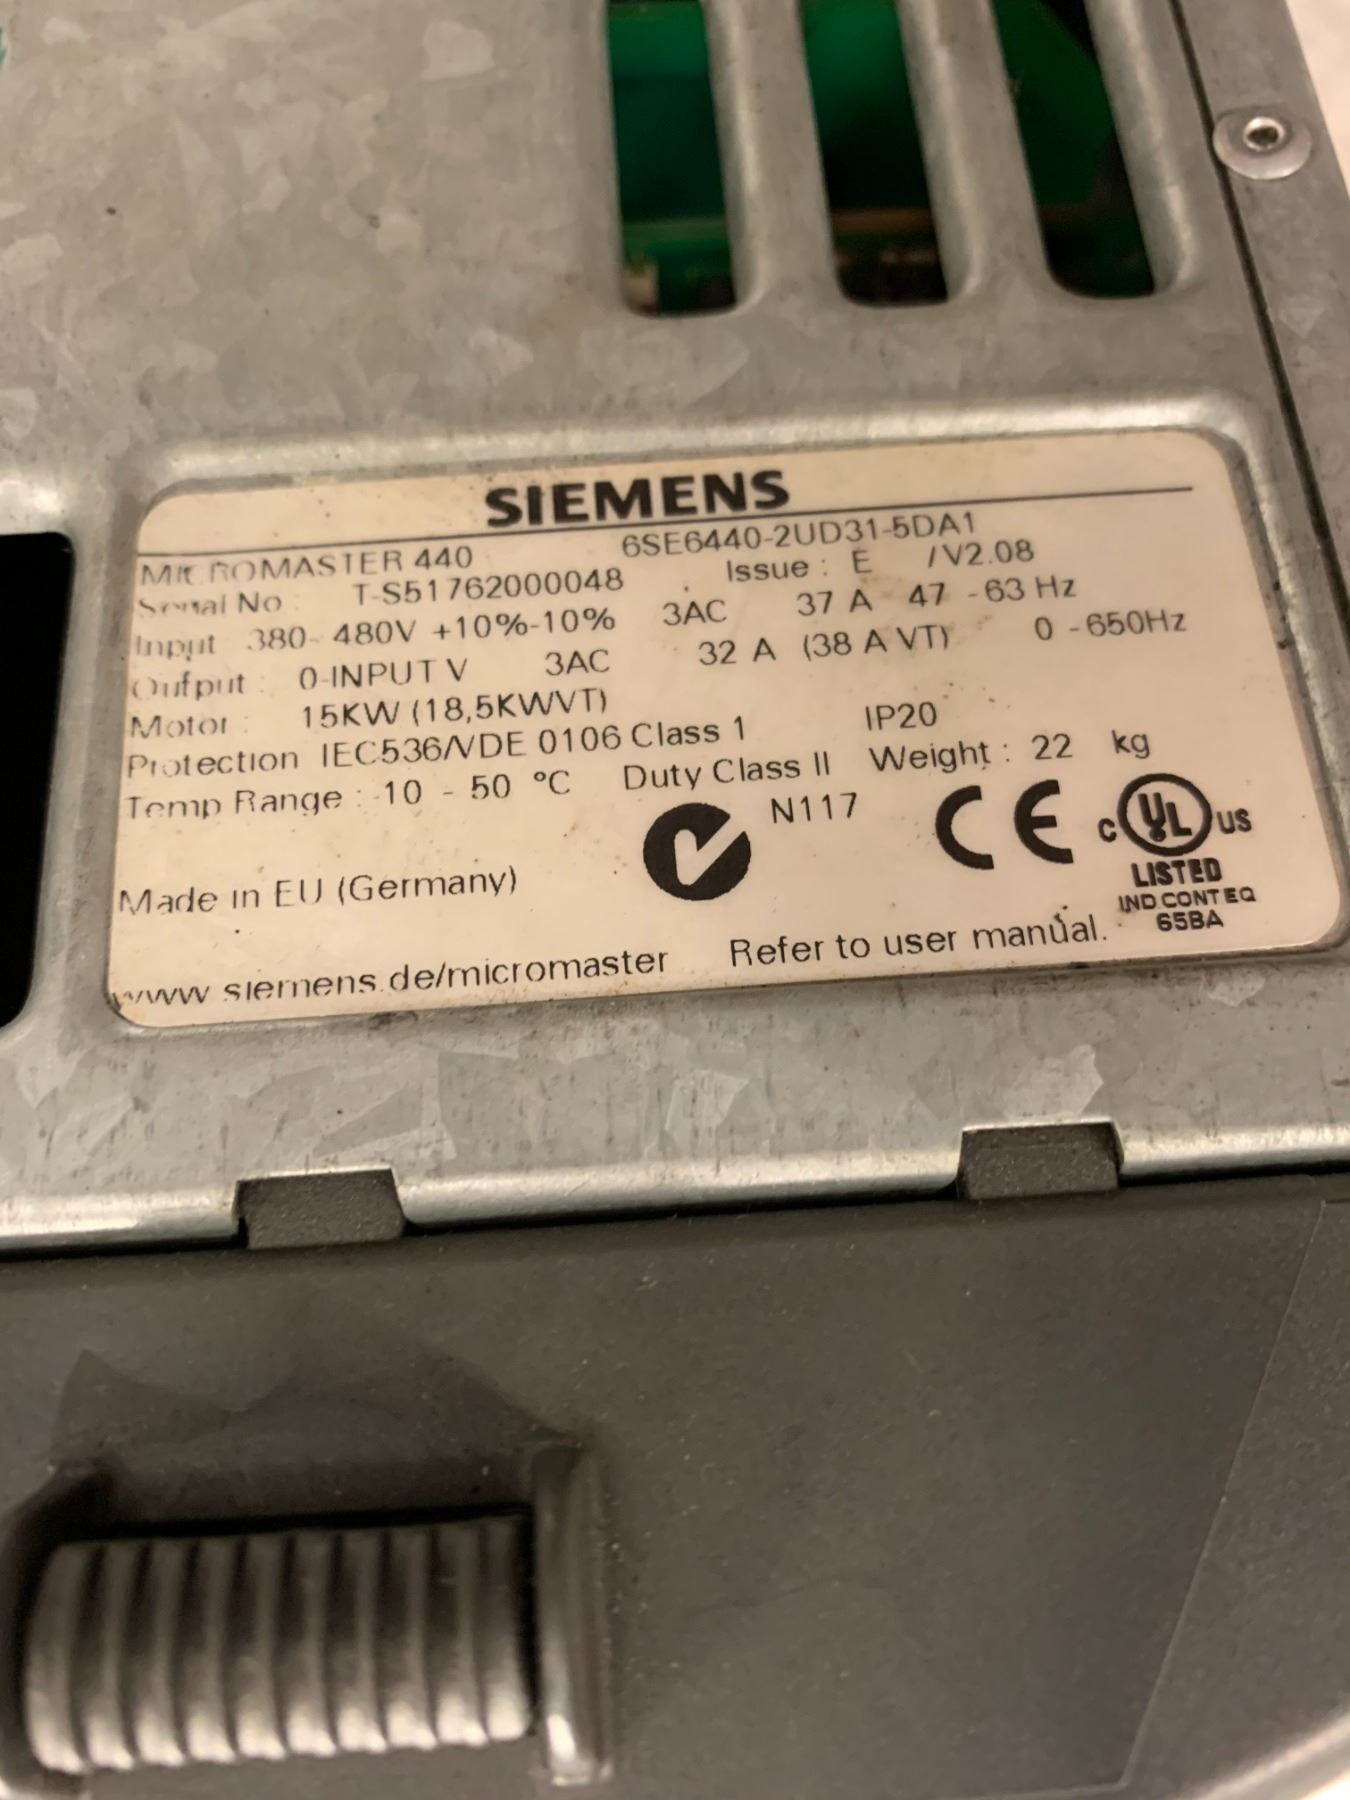 SIEMENS
MICROMASTER 440 6SE6440-2UD31-5DA1
Serial No : T-S51762000048 Issue : E /V2.08
Input 380-480V +10%-10% 3AC 37 A 47 -63 Hz
Output : 0-INPUT V 3AC 32 A (38 A VT) 0 -650Hz
Motor : 15KW (18,5KWVT)
Protection IEC536/VDE 0106 Class 1 IP20
Temp Range : -10 - 50 °C Duty Class II Weight : 22 kg
N117
CE
C UL US
LISTED
IND CONT EQ
65BA
Made in EU (Germany)
www.siemens.de/micromaster Refer to user manual.